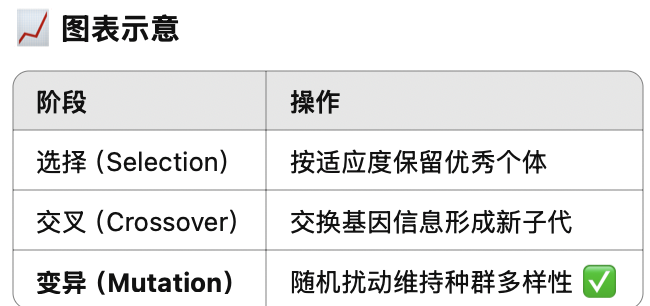 📈 图表示意
阶段 操作
选择（Selection） 按适应度保留优秀个体
交叉（Crossover） 交换基因信息形成新子代
变异（Mutation） 随机扰动维持种群多样性 ✅